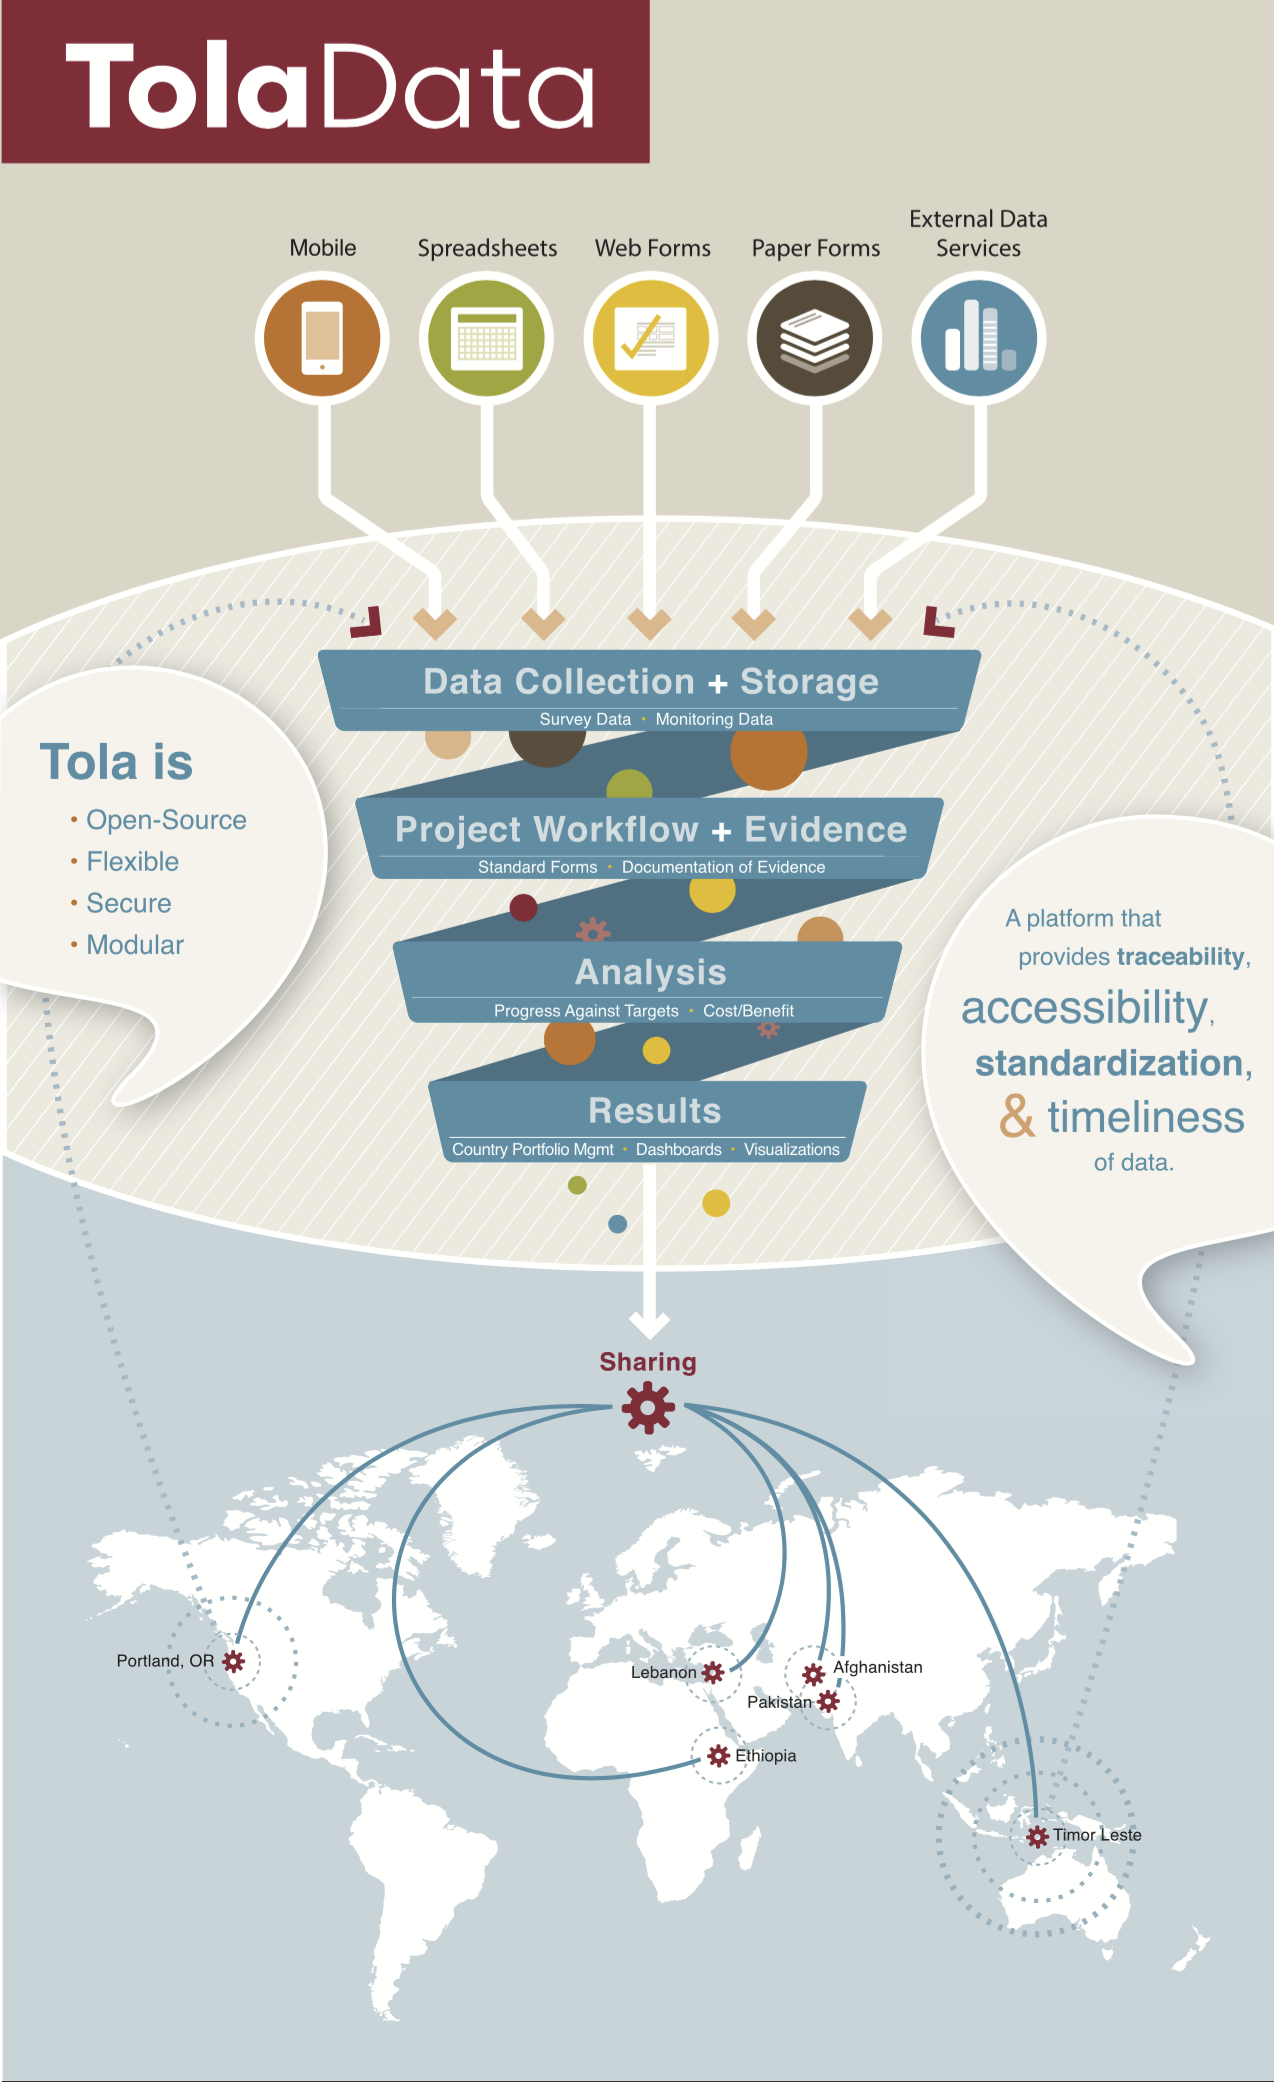 TolaData
External Data
Mobile Spreadsheets Web Forms Paper Forms Services
Data Collection + Storage
Survey Data • Monitoring Data
Tola is
• Open-Source
• Flexible
• Secure
• Modular
Project Workflow + Evidence
Standard Forms • Documentation of Evidence
Analysis
Progress Against Targets • Cost/Benefit
Results
Country Portfolio Mgmt • Dashboards • Visualizations
A platform that
provides traceability,
accessibility,
standardization,
& timeliness
of data.
Sharing
Portland, OR
Lebanon
Afghanistan
Pakistan
Ethiopia
Timor Leste